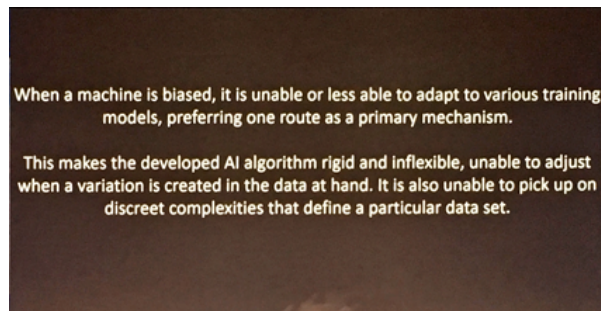 When a machine is biased, it is unable or less able to adapt to various training
models, preferring one route as a primary mechanism.
This makes the developed AI algorithm rigid and inflexible, unable to adjust
when a variation is created in the data at hand. It is also unable to pick up on
discreet complexities that define a particular data set.